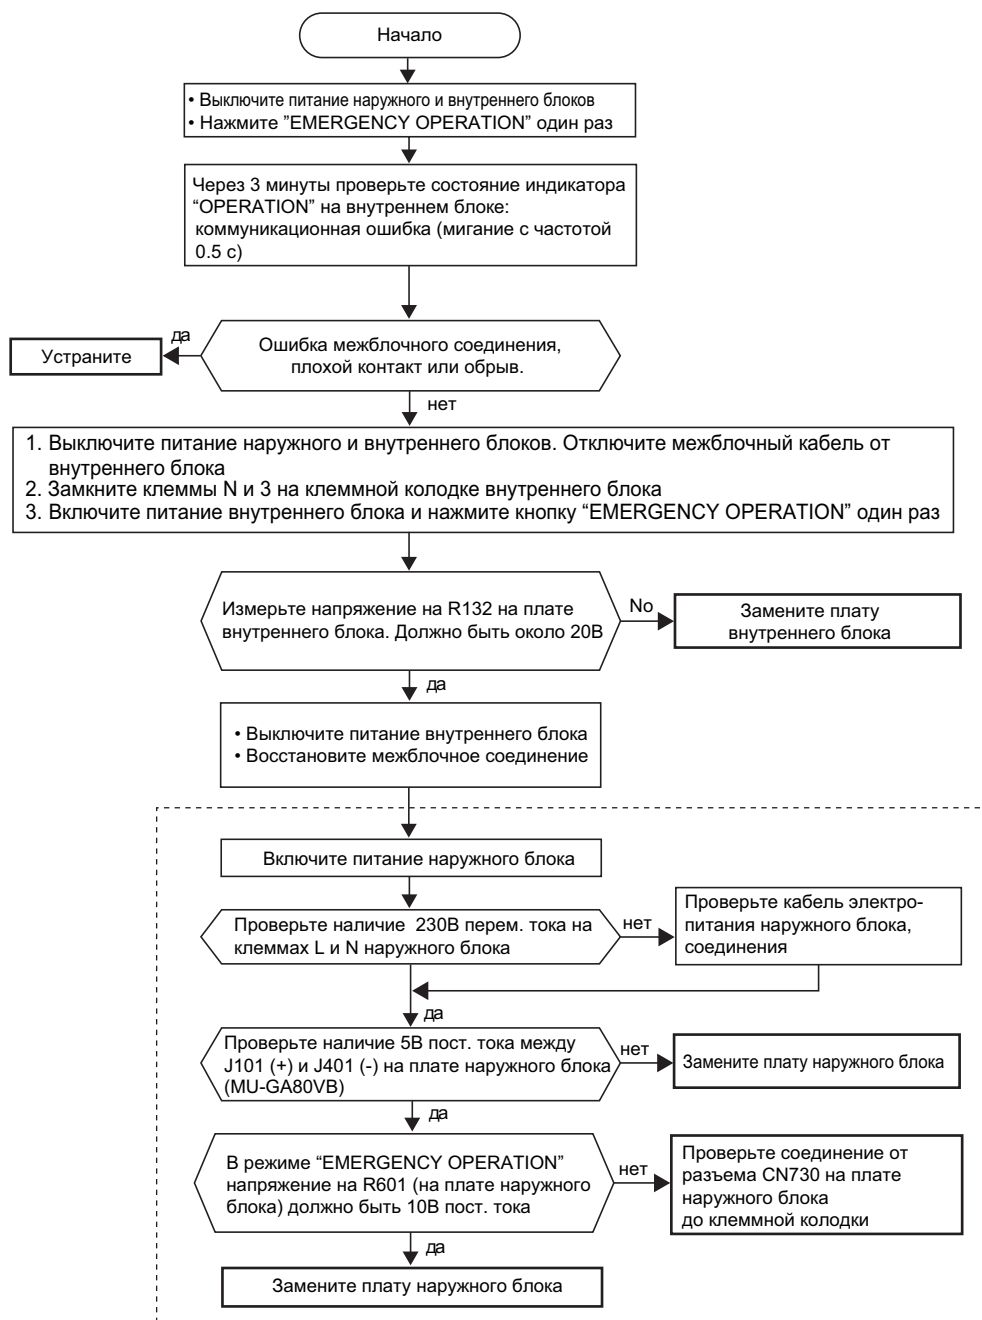 Начало
• Выключите питание наружного и внутреннего блоков
• Нажмите ”EMERGENCY OPERATION” один раз
Через 3 минуты проверьте состояние индикатора
“OPERATION” на внутреннем блоке:
коммуникационная ошибка (мигание с частотой
0.5 с)
да
Устраните
Ошибка межблочного соединения,
плохой контакт или обрыв.
нет
1. Выключите питание наружного и внутреннего блоков. Отключите межблочный кабель от
внутреннего блока
2. Замкните клеммы N и 3 на клеммной колодке внутреннего блока
3. Включите питание внутреннего блока и нажмите кнопку “EMERGENCY OPERATION” один раз
Измерьте напряжение на R132 на плате
внутреннего блока. Должно быть около 20В
No
Замените плату
внутреннего блока
да
• Выключите питание внутреннего блока
• Восстановите межблочное соединение
Включите питание наружного блока
Проверьте наличие 230В перем. тока на
клеммах L и N наружного блока
нет
Проверьте кабель электро-
питания наружного блока,
соединения
да
Проверьте наличие 5В пост. тока между
J101 (+) и J401 (-) на плате наружного блока
(MU-GA80VB)
нет
Замените плату наружного блока
да
В режиме “EMERGENCY OPERATION”
напряжение на R601 (на плате наружного
блока) должно быть 10В пост. тока
нет
Проверьте соединение от
разъема CN730 на плате
наружного блока
до клеммной колодки
да
Замените плату наружного блока